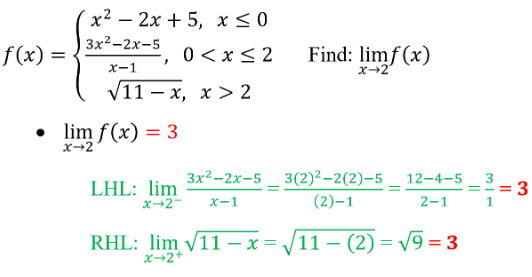 f(x) = { x² − 2x + 5, x ≤ 0
(3x²−2x−5)/(x−1), 0 < x ≤ 2 Find: lim x→2 f(x)
√(11 − x), x > 2
• lim x→2 f(x) = 3
LHL: lim x→2⁻ (3x²−2x−5)/(x−1) = (3(2)²−2(2)−5)/((2)−1) = (12−4−5)/(2−1) = 3/1 = 3
RHL: lim x→2⁺ √(11 − x) = √(11 − (2)) = √9 = 3